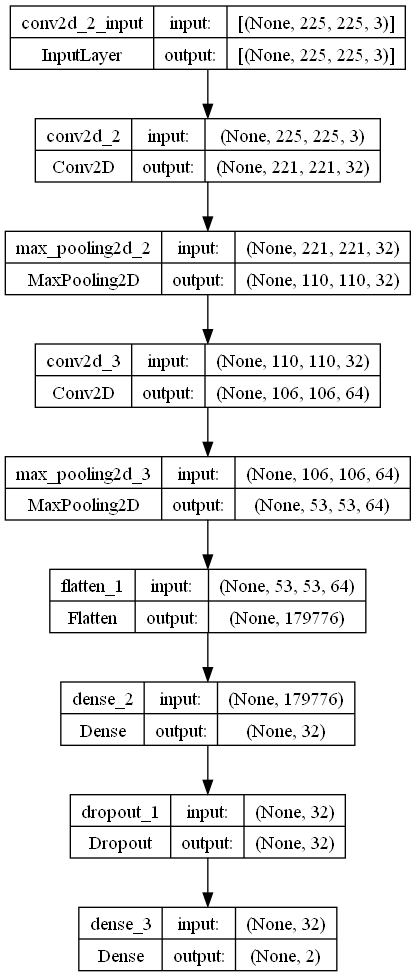 conv2d_2_input input: [(None, 225, 225, 3)]
InputLayer output: [(None, 225, 225, 3)]
conv2d_2 input: (None, 225, 225, 3)
Conv2D output: (None, 221, 221, 32)
max_pooling2d_2 input: (None, 221, 221, 32)
MaxPooling2D output: (None, 110, 110, 32)
conv2d_3 input: (None, 110, 110, 32)
Conv2D output: (None, 106, 106, 64)
max_pooling2d_3 input: (None, 106, 106, 64)
MaxPooling2D output: (None, 53, 53, 64)
flatten_1 input: (None, 53, 53, 64)
Flatten output: (None, 179776)
dense_2 input: (None, 179776)
Dense output: (None, 32)
dropout_1 input: (None, 32)
Dropout output: (None, 32)
dense_3 input: (None, 32)
Dense output: (None, 2)